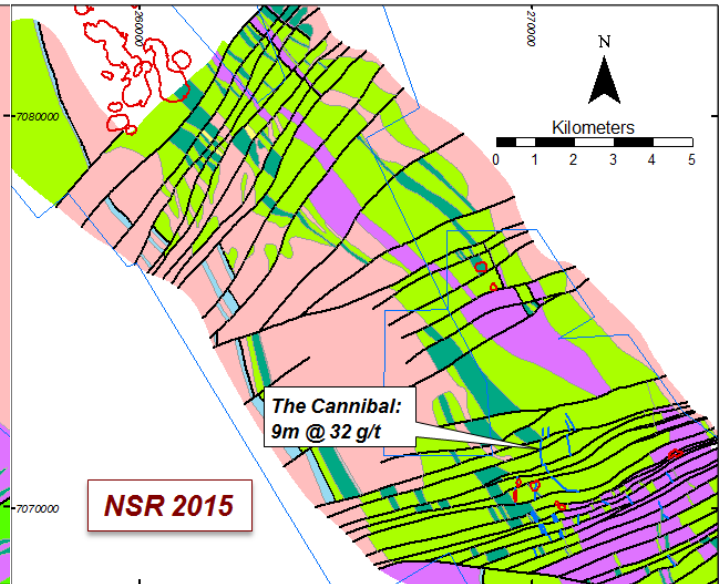 260000
270000
7080000
N
Kilometers
0 1 2 3 4 5
The Cannibal:
9m @ 32 g/t
NSR 2015
7070000